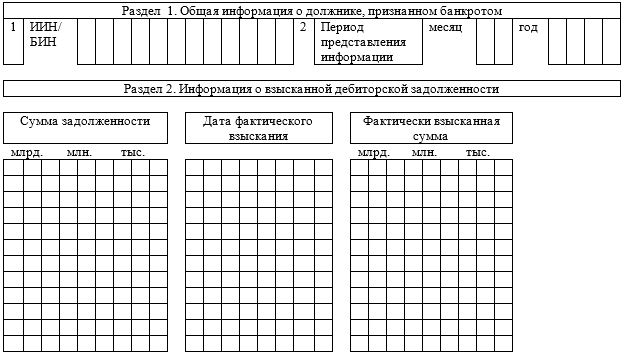 Раздел 1. Общая информация о должнике, признанном банкротом
1 ИИН/ 2 Период месяц год
БИН представления
информации
Раздел 2. Информация о взысканной дебиторской задолженности
Сумма задолженности Дата фактического Фактически взысканная
взыскания сумма
млрд. млн. тыс. млрд. млн. тыс.